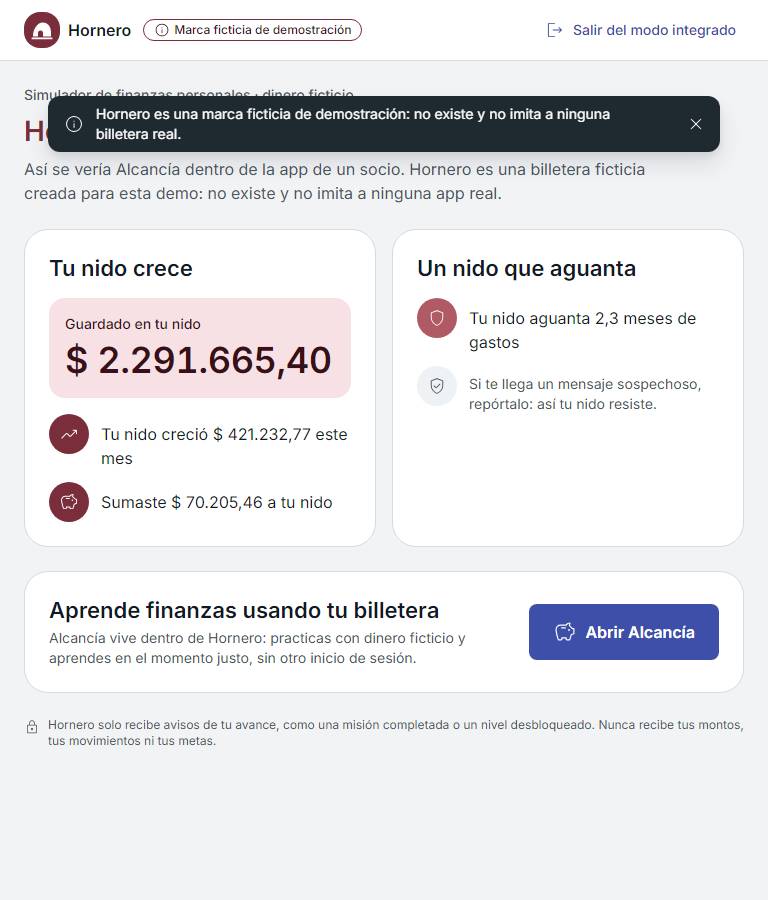 Hornero
Marca ficticia de demostración
Salir del modo integrado
Simulador de finanzas personales · dinero ficticio
Hornero es una marca ficticia de demostración: no existe y no imita a ninguna
billetera real.
Así se vería Alcancía dentro de la app de un socio. Hornero es una billetera ficticia
creada para esta demo: no existe y no imita a ninguna app real.
Tu nido crece
Guardado en tu nido
$ 2.291.665,40
Tu nido creció $ 421.232,77 este
mes
Sumaste $ 70.205,46 a tu nido
Un nido que aguanta
Tu nido aguanta 2,3 meses de
gastos
Si te llega un mensaje sospechoso,
repórtalo: así tu nido resiste.
Aprende finanzas usando tu billetera
Alcancía vive dentro de Hornero: practicas con dinero ficticio y
aprendes en el momento justo, sin otro inicio de sesión.
Abrir Alcancía
Hornero solo recibe avisos de tu avance, como una misión completada o un nivel desbloqueado. Nunca recibe tus montos,
tus movimientos ni tus metas.